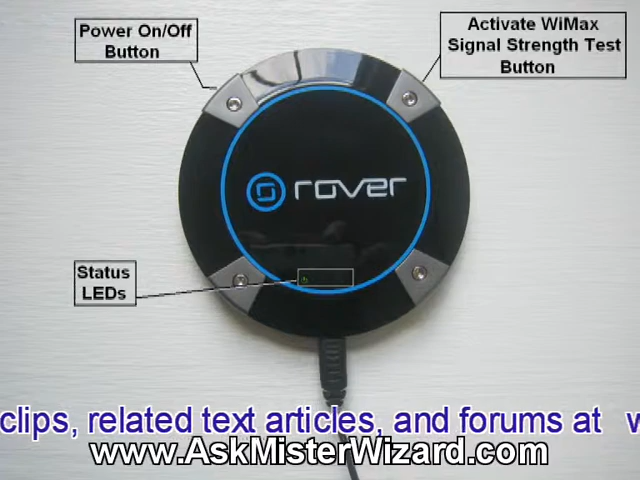 Power On/Off
Button
Activate WiMax
Signal Strength Test
Button
rover
Status
LEDs
clips, related text articles, and forums at w
www.AskMisterWizard.com